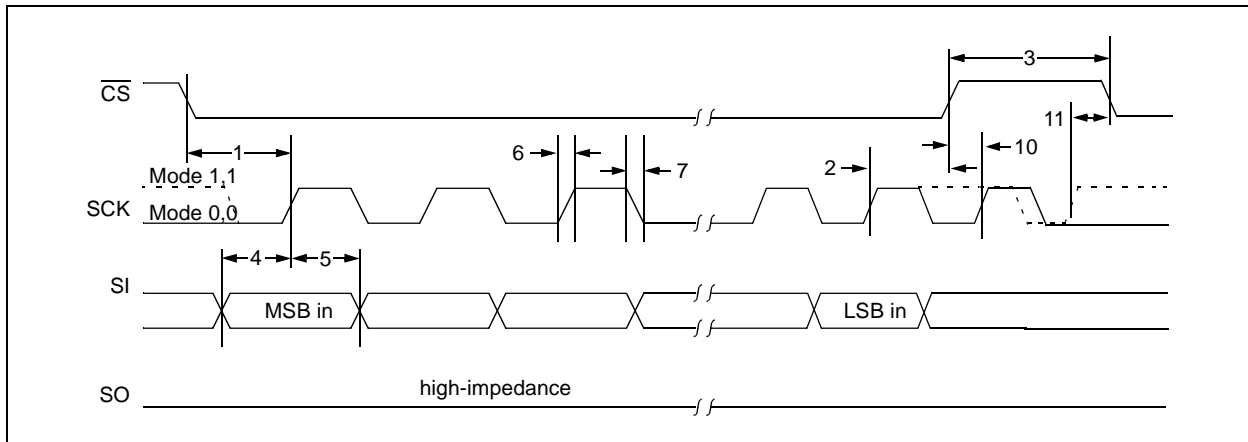 3
CS
11
1
6
7
2
10
Mode 1,1
SCK
Mode 0,0
4
5
SI
MSB in
LSB in
SO
high-impedance